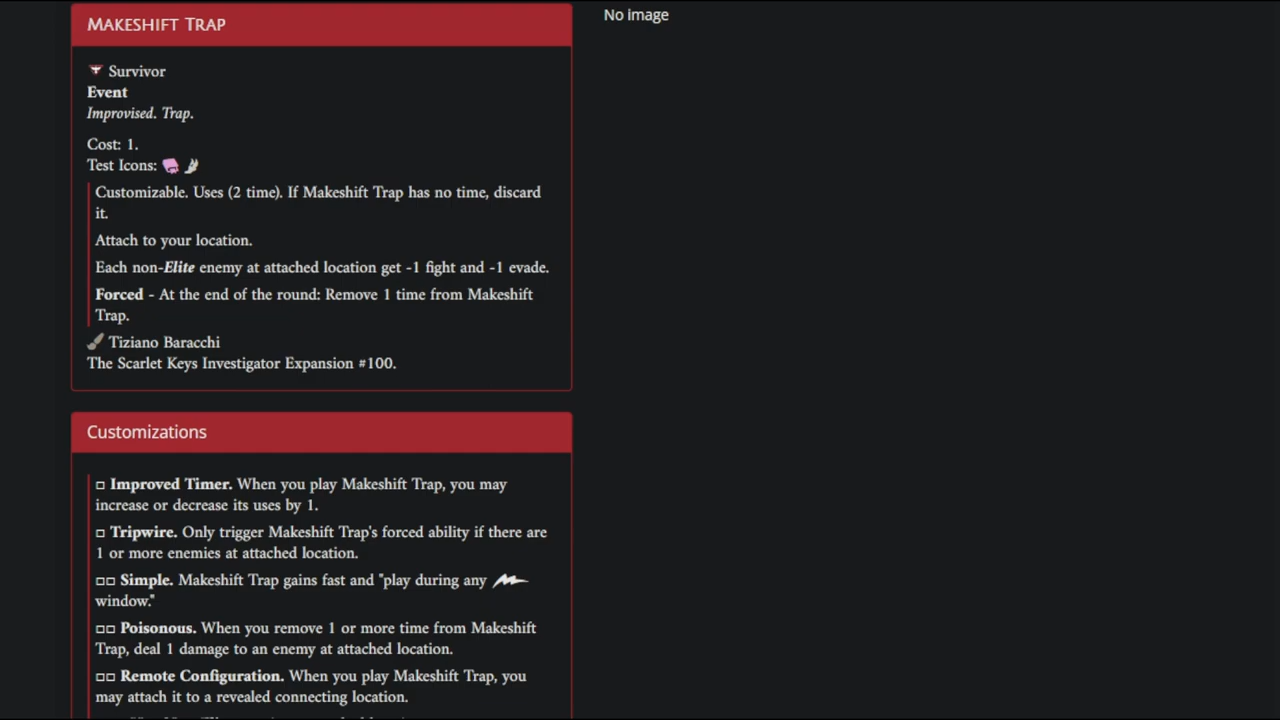 MAKESHIFT TRAP
No image
Survivor
Event
Improvised. Trap.
Cost: 1.
Test Icons:
Customizable. Uses (2 time). If Makeshift Trap has no time, discard
it.
Attach to your location.
Each non-Elite enemy at attached location get -1 fight and -1 evade.
Forced - At the end of the round: Remove 1 time from Makeshift
Trap.
Tiziano Baracchi
The Scarlet Keys Investigator Expansion #100.
Customizations
□ Improved Timer. When you play Makeshift Trap, you may
increase or decrease its uses by 1.
□ Tripwire. Only trigger Makeshift Trap's forced ability if there are
1 or more enemies at attached location.
□□ Simple. Makeshift Trap gains fast and "play during any
window."
□□ Poisonous. When you remove 1 or more time from Makeshift
Trap, deal 1 damage to an enemy at attached location.
□□ Remote Configuration. When you play Makeshift Trap, you
may attach it to a revealed connecting location.